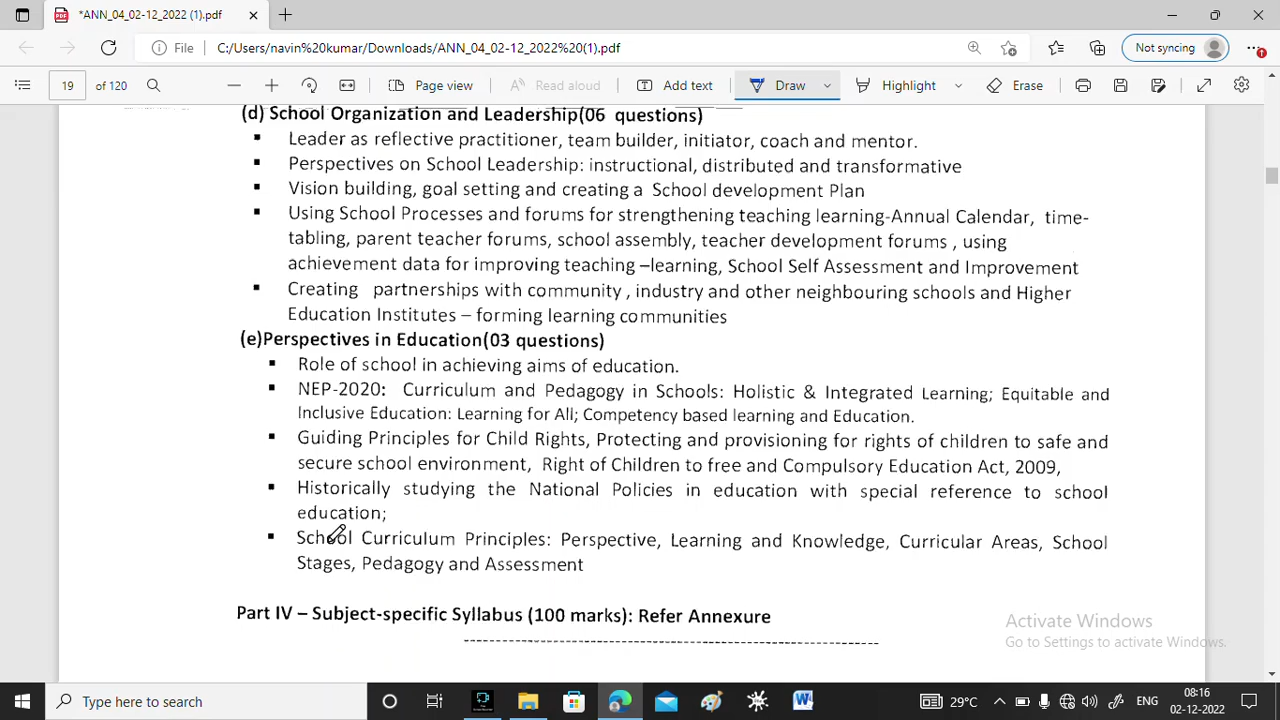 *ANN_04_02-12_2022 (1).pdf
File C:/Users/navin%20kumar/Downloads/ANN_04_02-12_2022%20(1).pdf Not syncing
19 of 120 Page view Read aloud Add text Draw Highlight Erase
(d) School Organization and Leadership(06 questions)
▪ Leader as reflective practitioner, team builder, initiator, coach and mentor.
▪ Perspectives on School Leadership: instructional, distributed and transformative
▪ Vision building, goal setting and creating a School development Plan
▪ Using School Processes and forums for strengthening teaching learning-Annual Calendar, time-
tabling, parent teacher forums, school assembly, teacher development forums , using
achievement data for improving teaching –learning, School Self Assessment and Improvement
▪ Creating partnerships with community , industry and other neighbouring schools and Higher
Education Institutes – forming learning communities
(e)Perspectives in Education(03 questions)
▪ Role of school in achieving aims of education.
▪ NEP-2020: Curriculum and Pedagogy in Schools: Holistic & Integrated Learning; Equitable and
Inclusive Education: Learning for All; Competency based learning and Education.
▪ Guiding Principles for Child Rights, Protecting and provisioning for rights of children to safe and
secure school environment, Right of Children to free and Compulsory Education Act, 2009,
▪ Historically studying the National Policies in education with special reference to school
education;
▪ School Curriculum Principles: Perspective, Learning and Knowledge, Curricular Areas, School
Stages, Pedagogy and Assessment
Part IV – Subject-specific Syllabus (100 marks): Refer Annexure
Activate Windows
Go to Settings to activate Windows.
Type here to search 29°C ENG 08:16
02-12-2022